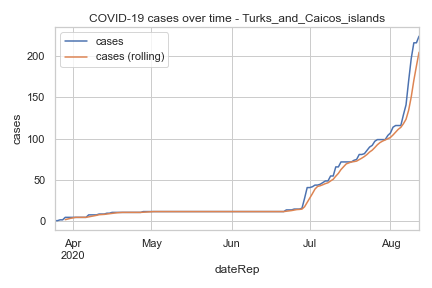 COVID-19 cases over time - Turks_and_Caicos_islands
cases
cases (rolling)
200
150
100
50
0
cases
Apr
2020
May
Jun
Jul
Aug
dateRep